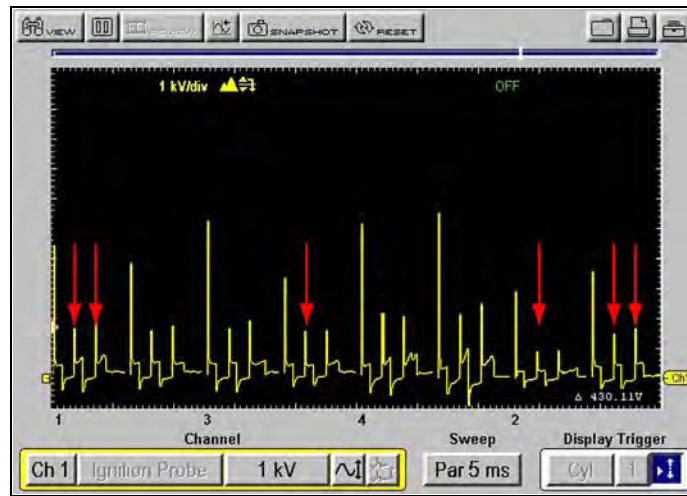 VIEW SNAPSHOT RESET
1 kV/div OFF
Δ 430.11V
Ch1
1 3 4 2
Channel Sweep Display Trigger
Ch 1 Ignition Probe 1 kV Par 5 ms Cyl 1